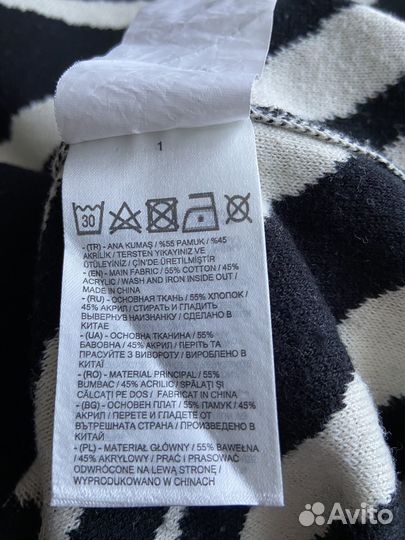 1
30
- (TR) - ANA KUMAŞ / %55 PAMUK / %45
AKRİLİK / TERSTEN YIKAYINIZ VE
ÜTÜLEYİNİZ / ÇİN'DE ÜRETİLMİŞTİR
- (EN) - MAIN FABRIC / 55% COTTON / 45%
ACRYLIC / WASH AND IRON INSIDE OUT /
MADE IN CHINA
- (RU) - ОСНОВНАЯ ТКАНЬ / 55% ХЛОПОК /
45% АКРИЛ / СТИРАТЬ И ГЛАДИТЬ
ВЫВЕРНУВ НАИЗНАНКУ / СДЕЛАНО В
КИТАЕ
- (UA) - ОСНОВНА ТКАНИНА / 55%
БАВОВНА / 45% АКРИЛ / ПЕРІТЬ ТА
ПРАСУЙТЕ З ВИВОРОТУ / ВИРОБЛЕНО В
КИТАЇ
- (RO) - MATERIAL PRINCIPAL / 55%
BUMBAC / 45% ACRILIC / SPĂLAŢI ŞI
CĂLCAŢI PE DOS / FABRICAT IN CHINA
- (BG) - ОСНОВЕН ПЛАТ / 55% ПАМУК / 45%
АКРИЛ / ПЕРЕТЕ И ГЛАДЕТЕ ОТ
ВЪТРЕШНАТА СТРАНА / ПРОИЗВЕДЕНО В
КИТАЙ
- (PL) - MATERIAŁ GŁÓWNY / 55% BAWEŁNA
/ 45% AKRYLOWY / PRAĆ I PRASOWAĆ
ODWRÓCONE NA LEWĄ STRONĘ /
WYPRODUKOWANO W CHINACH
Avito